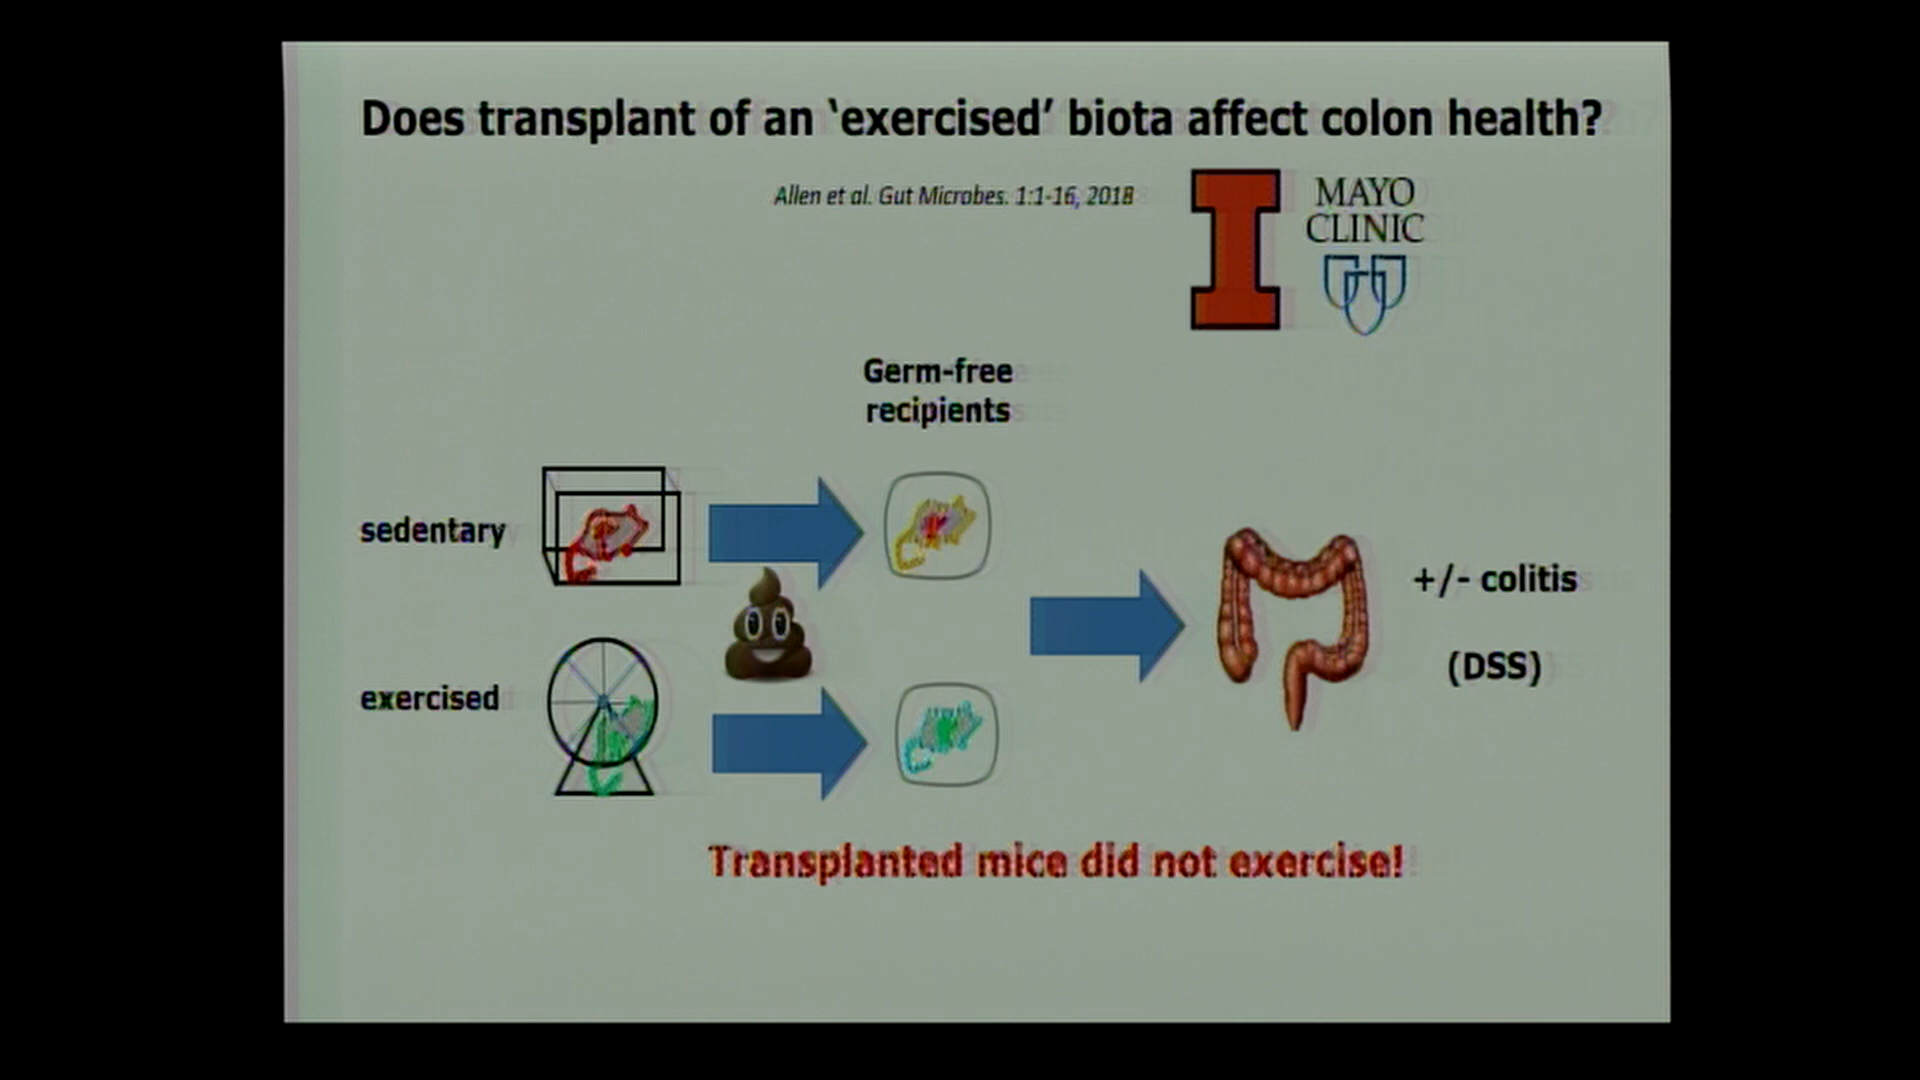 Does transplant of an ‘exercised’ biota affect colon health?
Allen et al. Gut Microbes. 1:1-16, 2018
I
MAYO
CLINIC
Germ-free
recipients
sedentary
exercised
+/- colitis
(DSS)
Transplanted mice did not exercise!